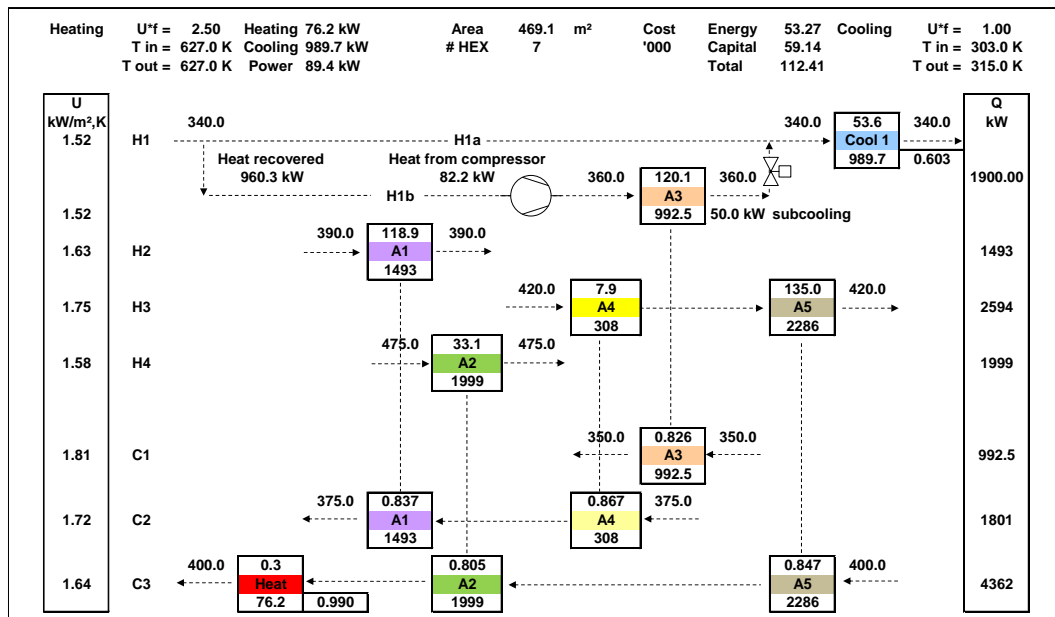 Heating U*f = 2.50 Heating 76.2 kW Area 469.1 m² Cost Energy 53.27 Cooling U*f = 1.00
T in = 627.0 K Cooling 989.7 kW # HEX 7 '000 Capital 59.14 T in = 303.0 K
T out = 627.0 K Power 89.4 kW Total 112.41 T out = 315.0 K
U Q
kW/m²,K 340.0 340.0 53.6 340.0 kW
1.52 H1 H1a Cool 1
Heat recovered Heat from compressor 989.7 0.603
960.3 kW 82.2 kW 360.0 120.1 360.0 1900.00
H1b A3
1.52 992.5 50.0 kW subcooling
390.0 118.9 390.0
1.63 H2 A1 1493
1493
420.0 7.9 135.0 420.0
1.75 H3 A4 A5 2594
308 2286
475.0 33.1 475.0
1.58 H4 A2 1999
1999
350.0 0.826 350.0
1.81 C1 A3 992.5
992.5
375.0 0.837 0.867 375.0
1.72 C2 A1 A4 1801
1493 308
400.0 0.3 0.805 0.847 400.0
1.64 C3 Heat A2 A5 4362
76.2 0.990 1999 2286